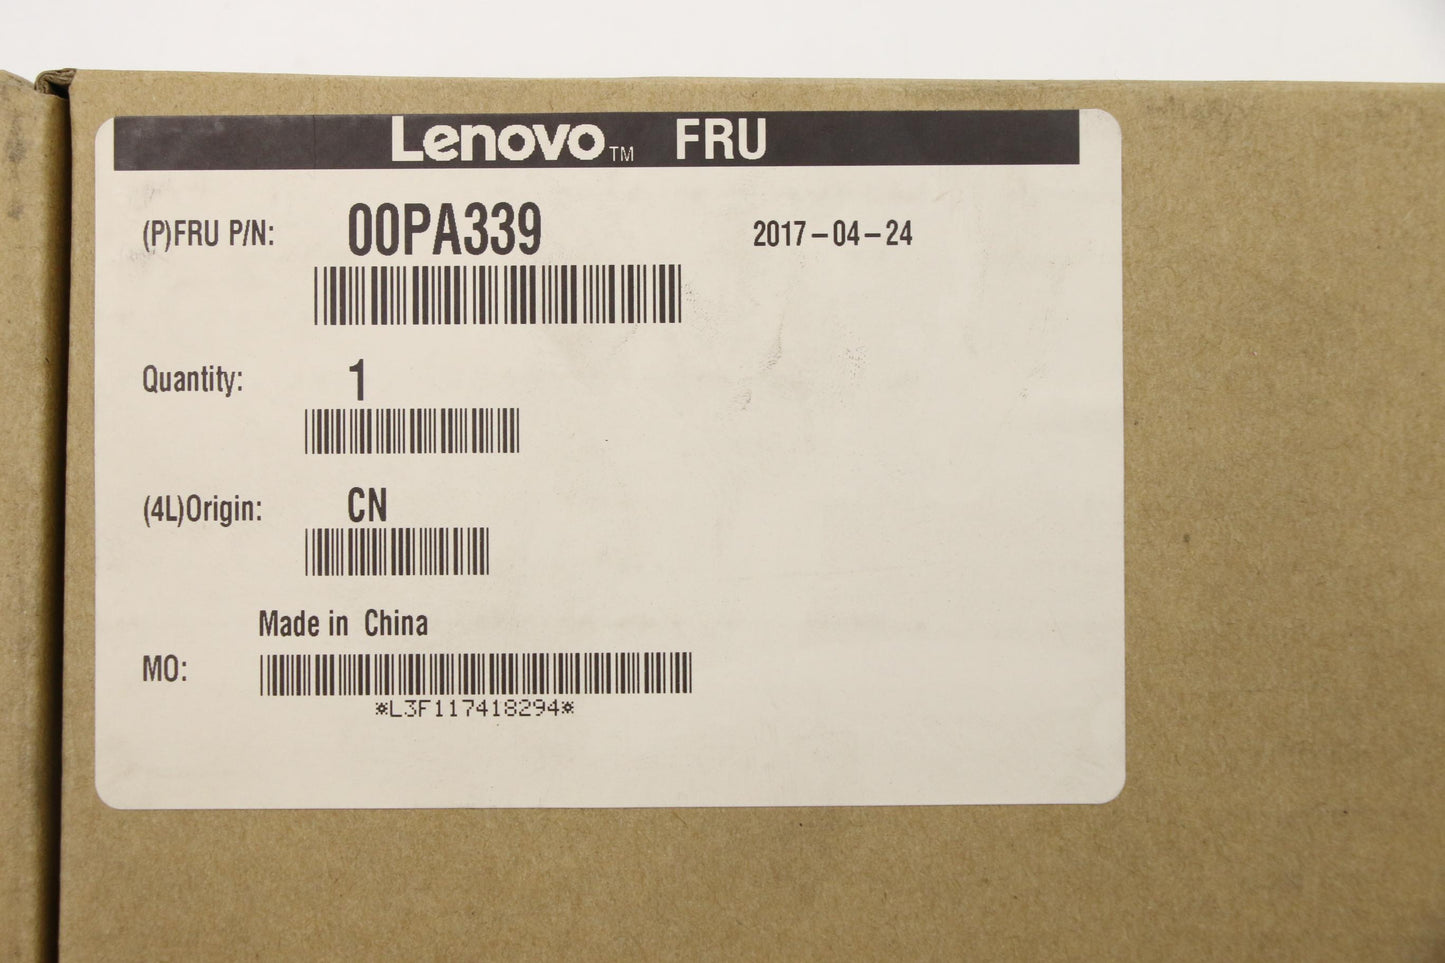 Lenovo™ FRU
(P)FRU P/N: 00PA339 2017-04-24
Quantity: 1
(4L)Origin: CN
Made in China
MO:
*L3F117418294*